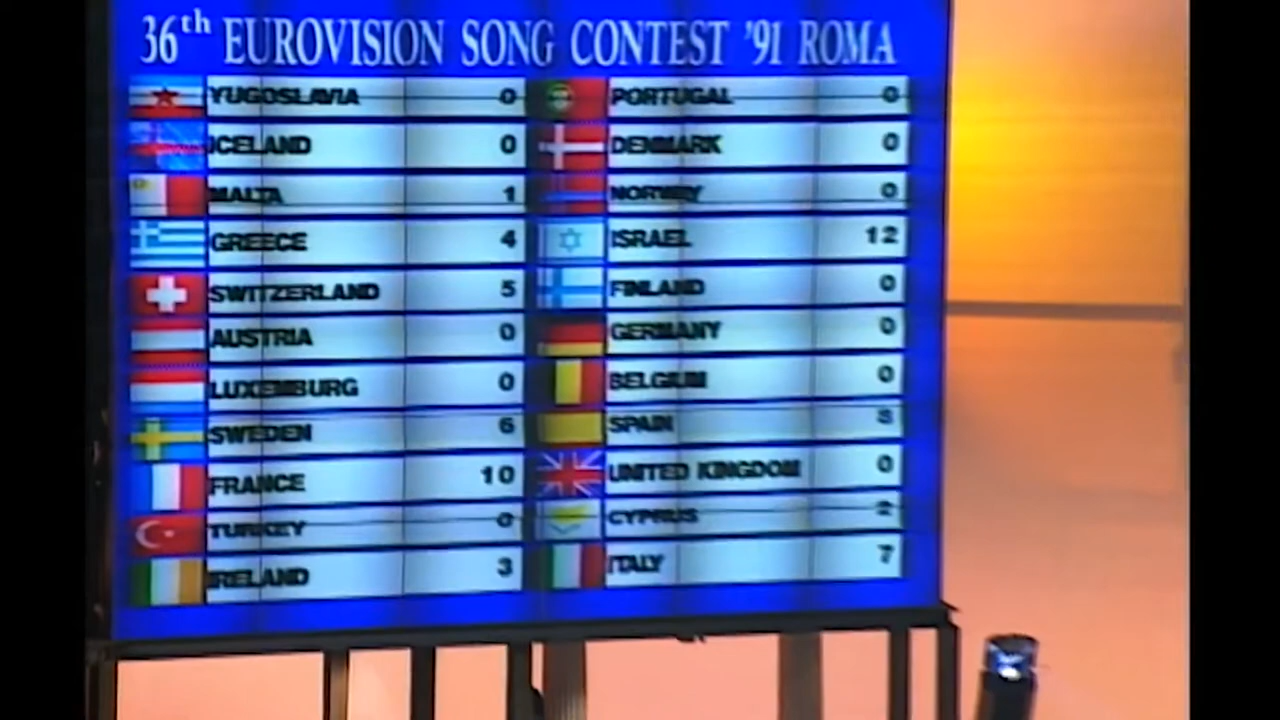 36th EUROVISION SONG CONTEST '91 ROMA
YUGOSLAVIA 0 PORTUGAL 0
ICELAND 0 DENMARK 0
MALTA 1 NORWAY 0
GREECE 4 ISRAEL 12
SWITZERLAND 5 FINLAND 0
AUSTRIA 0 GERMANY 0
LUXEMBURG 0 BELGIUM 0
SWEDEN 6 SPAIN 8
FRANCE 10 UNITED KINGDOM 0
TURKEY 0 CYPRUS 2
IRELAND 3 ITALY 7